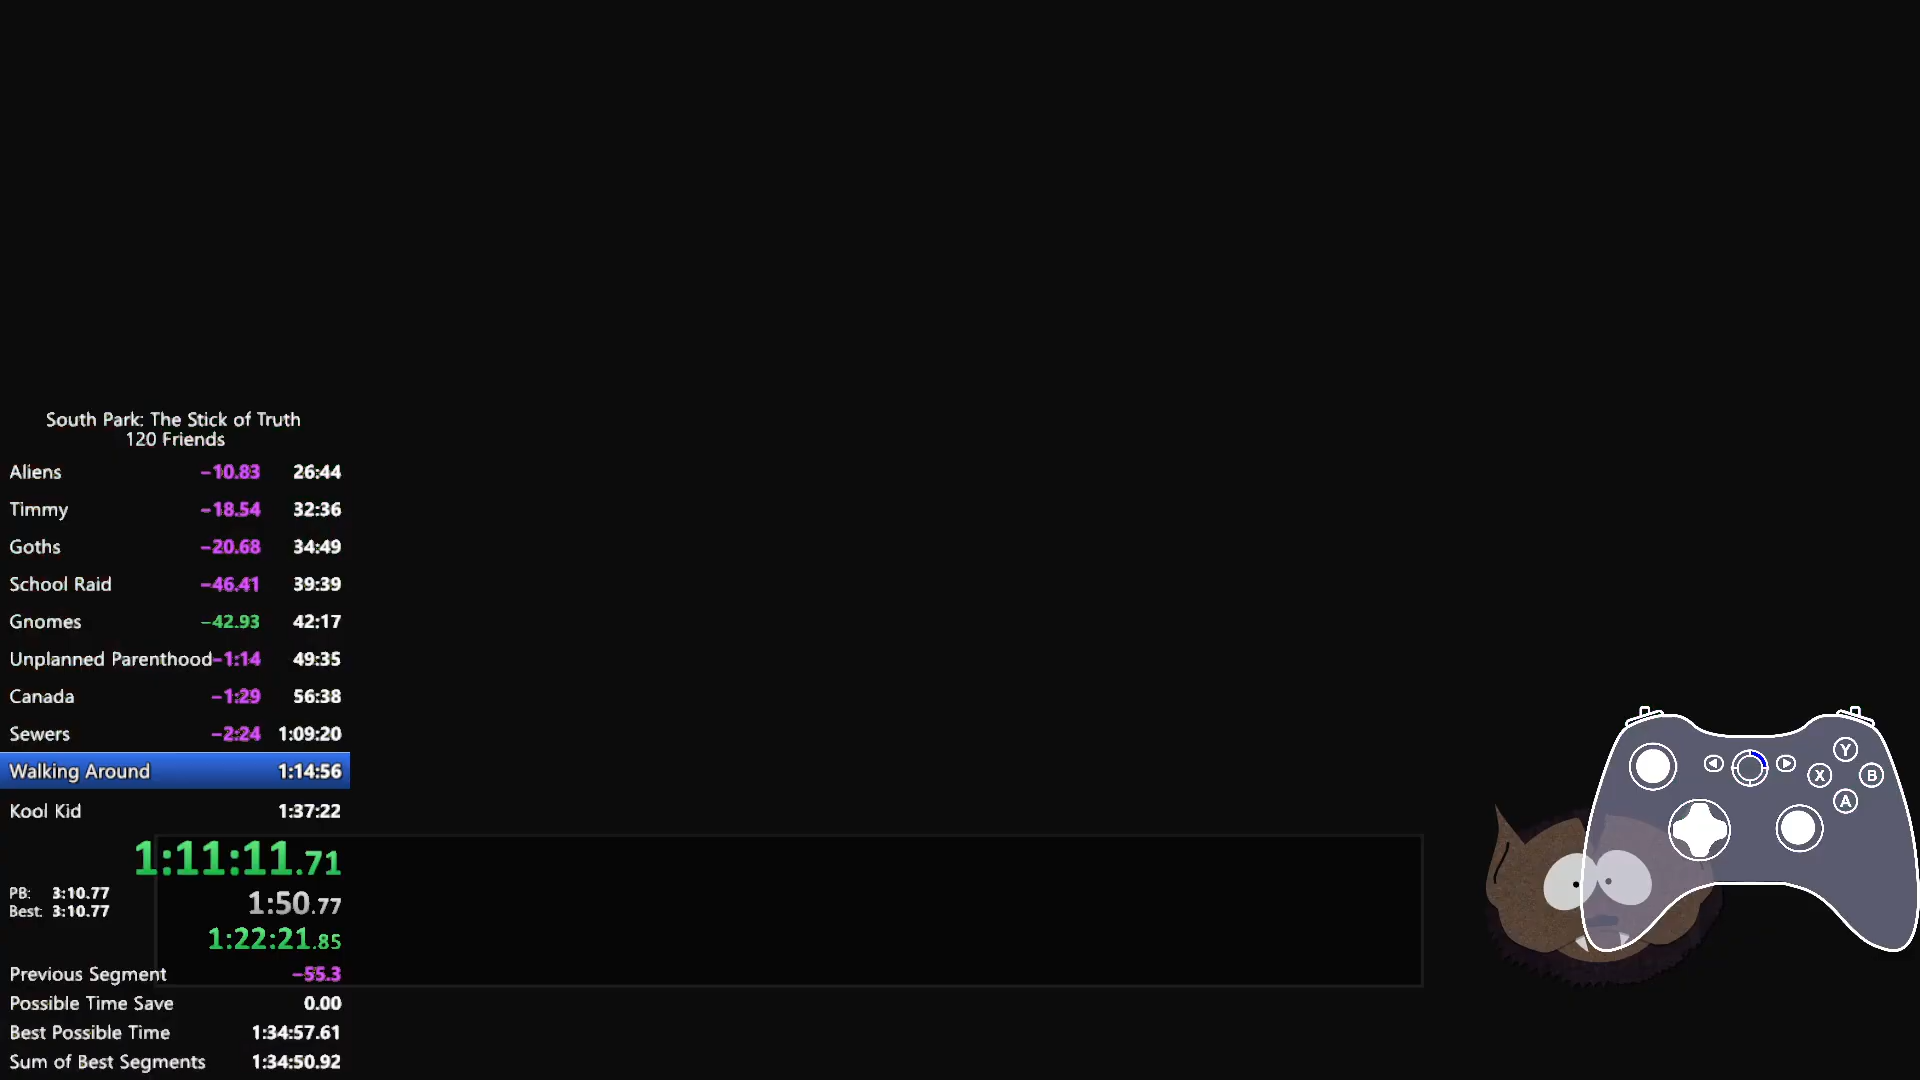 South Park: The Stick of Truth
120 Friends
Aliens −10.83 26:44
Timmy −18.54 32:36
Goths −20.68 34:49
School Raid −46.41 39:39
Gnomes −42.93 42:17
Unplanned Parenthood −1:14 49:35
Canada −1:29 56:38
Sewers −2:24 1:09:20
Walking Around 1:14:56
Kool Kid 1:37:22
1:11:11.71
PB: 3:10.77
Best: 3:10.77
1:50.77
1:22:21.85
Previous Segment −55.3
Possible Time Save 0.00
Best Possible Time 1:34:57.61
Sum of Best Segments 1:34:50.92
Y
X B
A